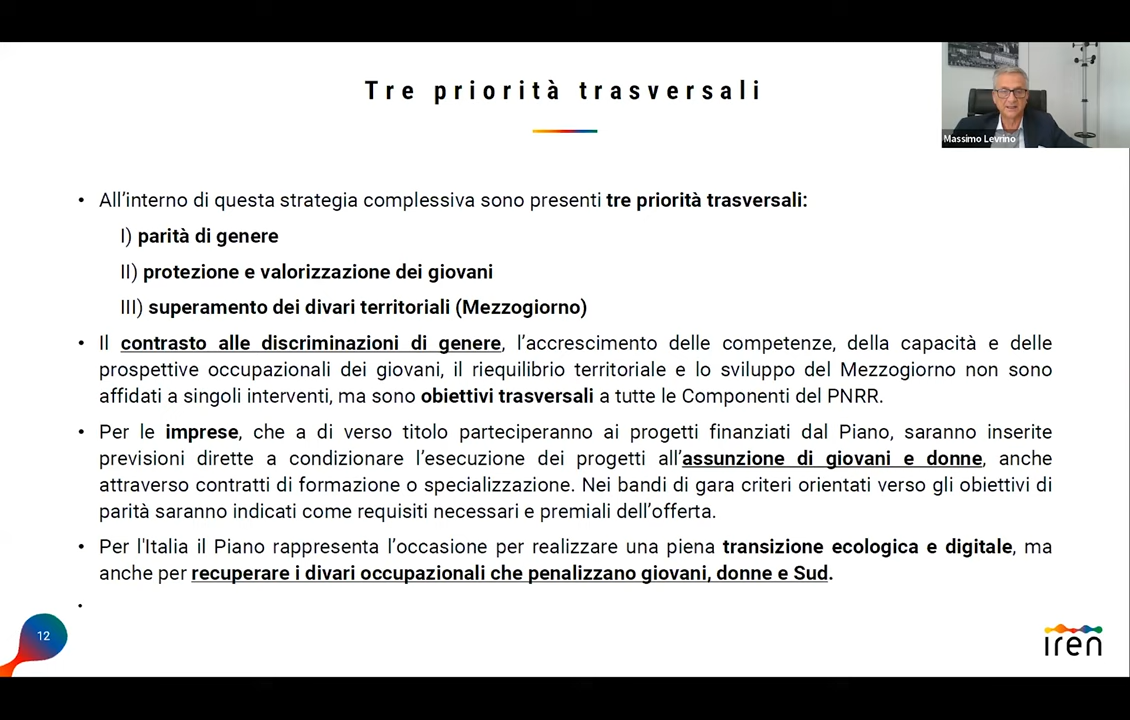 Tre priorità trasversali
Massimo Levrino
• All’interno di questa strategia complessiva sono presenti tre priorità trasversali:
I) parità di genere
II) protezione e valorizzazione dei giovani
III) superamento dei divari territoriali (Mezzogiorno)
• Il contrasto alle discriminazioni di genere, l’accrescimento delle competenze, della capacità e delle
prospettive occupazionali dei giovani, il riequilibrio territoriale e lo sviluppo del Mezzogiorno non sono
affidati a singoli interventi, ma sono obiettivi trasversali a tutte le Componenti del PNRR.
• Per le imprese, che a di verso titolo parteciperanno ai progetti finanziati dal Piano, saranno inserite
previsioni dirette a condizionare l’esecuzione dei progetti all’assunzione di giovani e donne, anche
attraverso contratti di formazione o specializzazione. Nei bandi di gara criteri orientati verso gli obiettivi di
parità saranno indicati come requisiti necessari e premiali dell’offerta.
• Per l'Italia il Piano rappresenta l’occasione per realizzare una piena transizione ecologica e digitale, ma
anche per recuperare i divari occupazionali che penalizzano giovani, donne e Sud.
•
12
iren